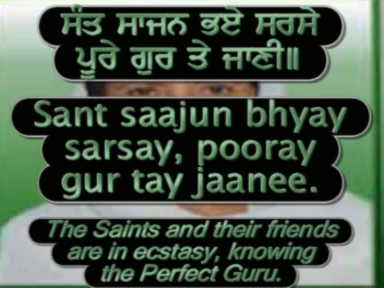 ਸੰਤ ਸਾਜਨ ਭਏ ਸਰਸੇ
ਪੂਰੇ ਗੁਰ ਤੇ ਜਾਣੀ॥
Sant saajun bhyay
sarsay, pooray
gur tay jaanee.
The Saints and their friends
are in ecstasy, knowing
the Perfect Guru.